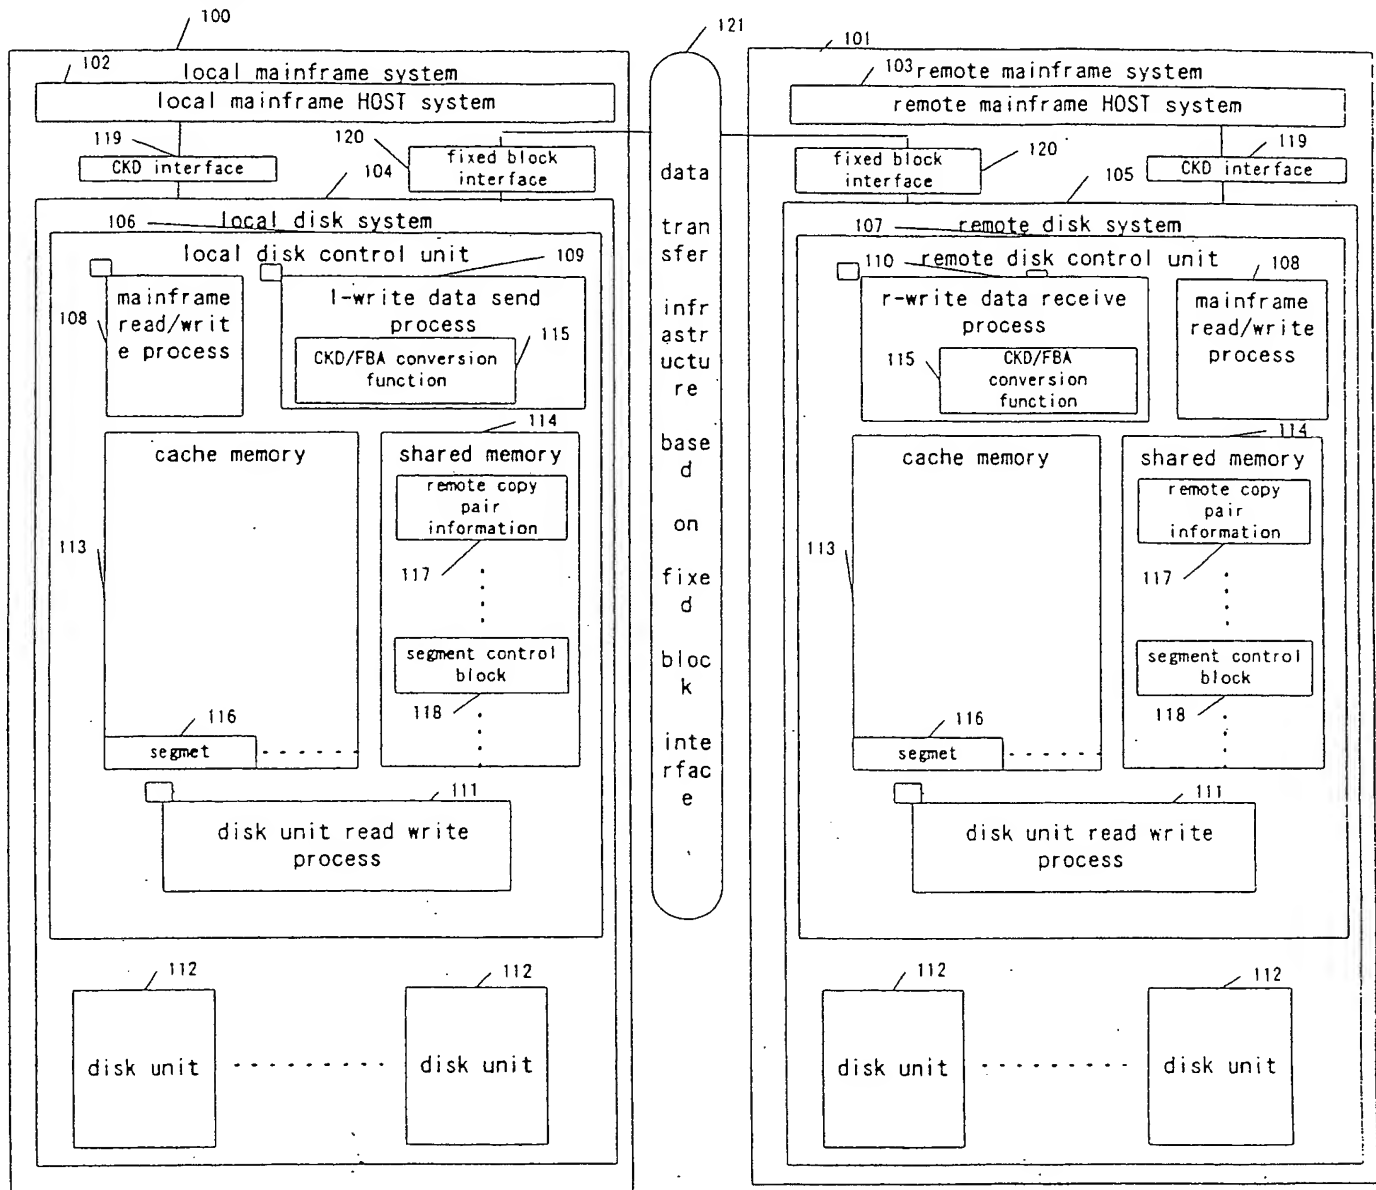 100
local mainframe system
102
local mainframe HOST system
119
CKD interface
120
fixed block
interface
104
local disk system
106
local disk control unit
108
mainframe
read/writ
e process
109
l-write data send
process
115
CKD/FBA conversion
function
cache memory
113
114
shared memory
remote copy
pair
information
117
segment control
block
118
116
segmet
111
disk unit read write
process
112
disk unit
112
disk unit
121
data
tran
sfer
infr
astr
uctu
re
base
d
on
fixe
d
bloc
k
inte
rfac
e
101
remote mainframe system
103
remote mainframe HOST system
fixed block
interface
120
119
CKD interface
105
remote disk system
107
remote disk control unit
110
r-write data receive
process
115
CKD/FBA
conversion
function
108
mainframe
read/write
process
cache memory
113
114
shared memory
remote copy
pair
information
117
segment control
block
118
116
segmet
111
disk unit read write
process
112
disk unit
112
disk unit